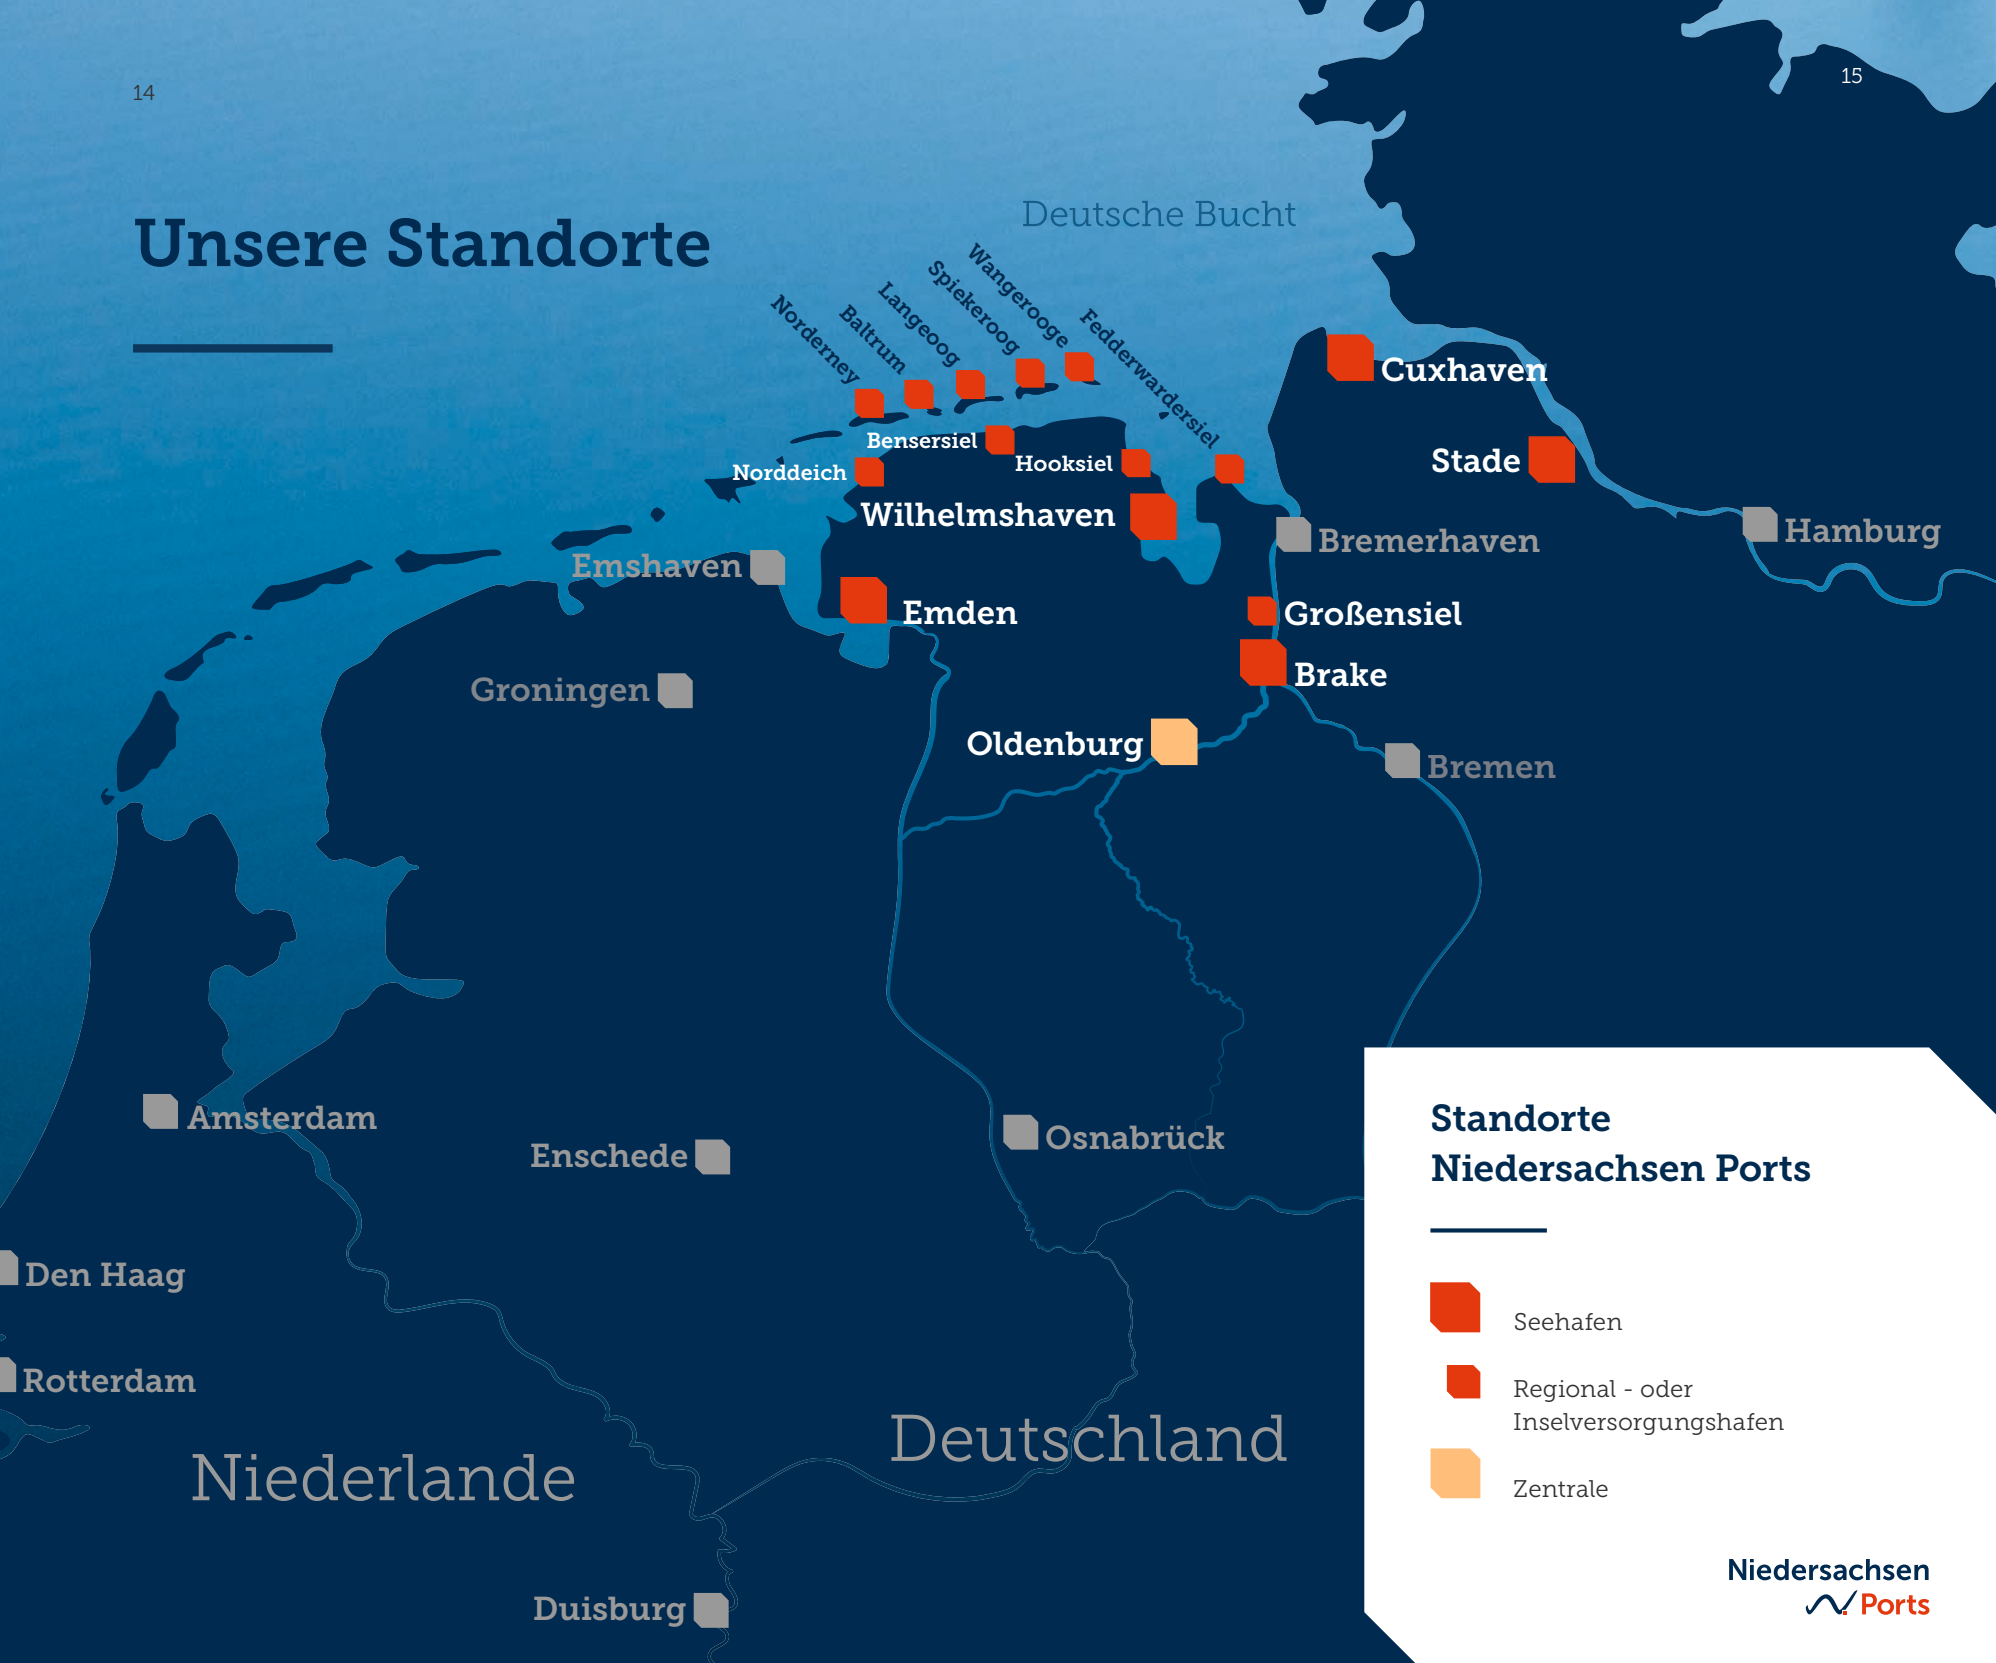 14
15
Unsere Standorte
Deutsche Bucht
Norderney
Baltrum
Langeoog
Spiekeroog
Wangerooge
Fedderwardersiel
Cuxhaven
Bensersiel
Hooksiel
Norddeich
Stade
Wilhelmshaven
Hamburg
Bremerhaven
Emshaven
Emden
Großensiel
Groningen
Brake
Oldenburg
Bremen
Amsterdam
Osnabrück
Enschede
Den Haag
Rotterdam
Deutschland
Niederlande
Duisburg
Standorte
Niedersachsen Ports
Seehafen
Regional - oder
Inselversorgungshafen
Zentrale
Niedersachsen
Ports